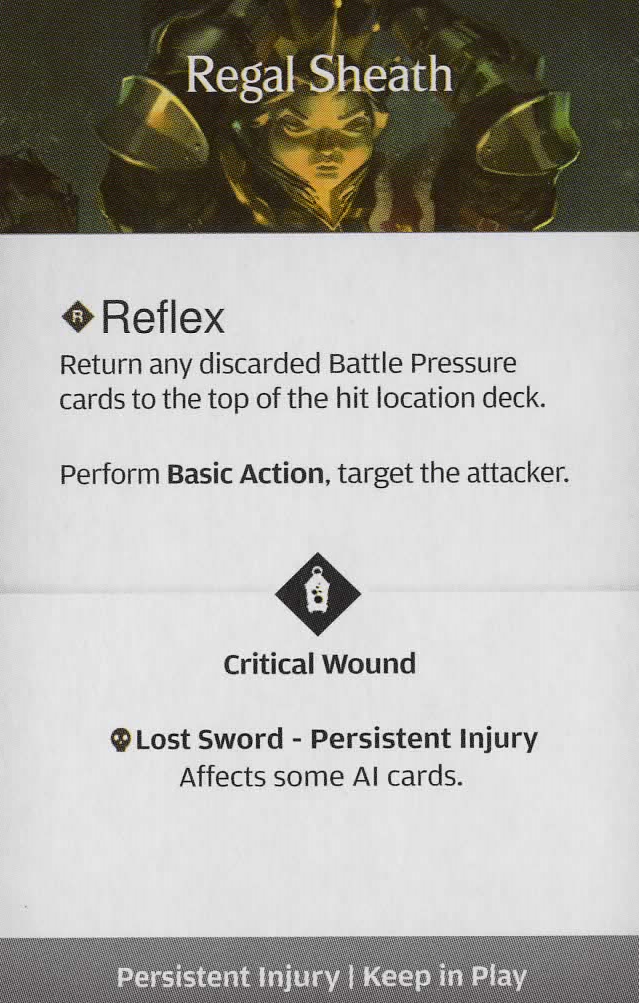 Regal Sheath
R Reflex
Return any discarded Battle Pressure
cards to the top of the hit location deck.
Perform Basic Action, target the attacker.
Critical Wound
Lost Sword - Persistent Injury
Affects some AI cards.
Persistent Injury | Keep in Play